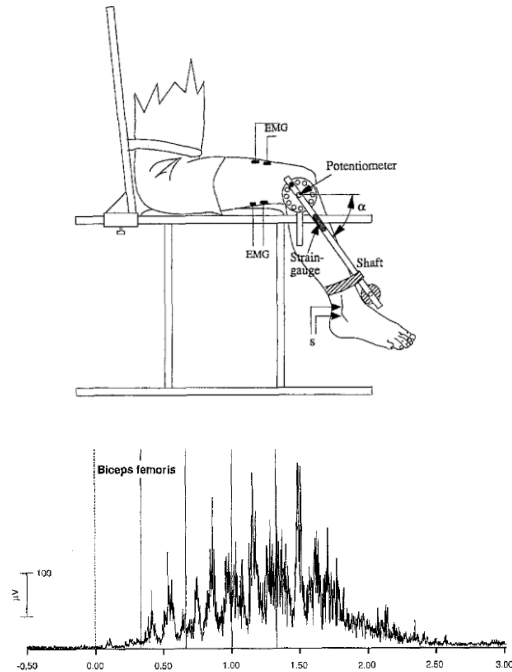 EMG
Potentiometer
α
EMG
Strain-
gauge
Shaft
s
Biceps femoris
100
μV
-0,50
0.00
0.50
1.00
1.50
2.00
2.50
3.00